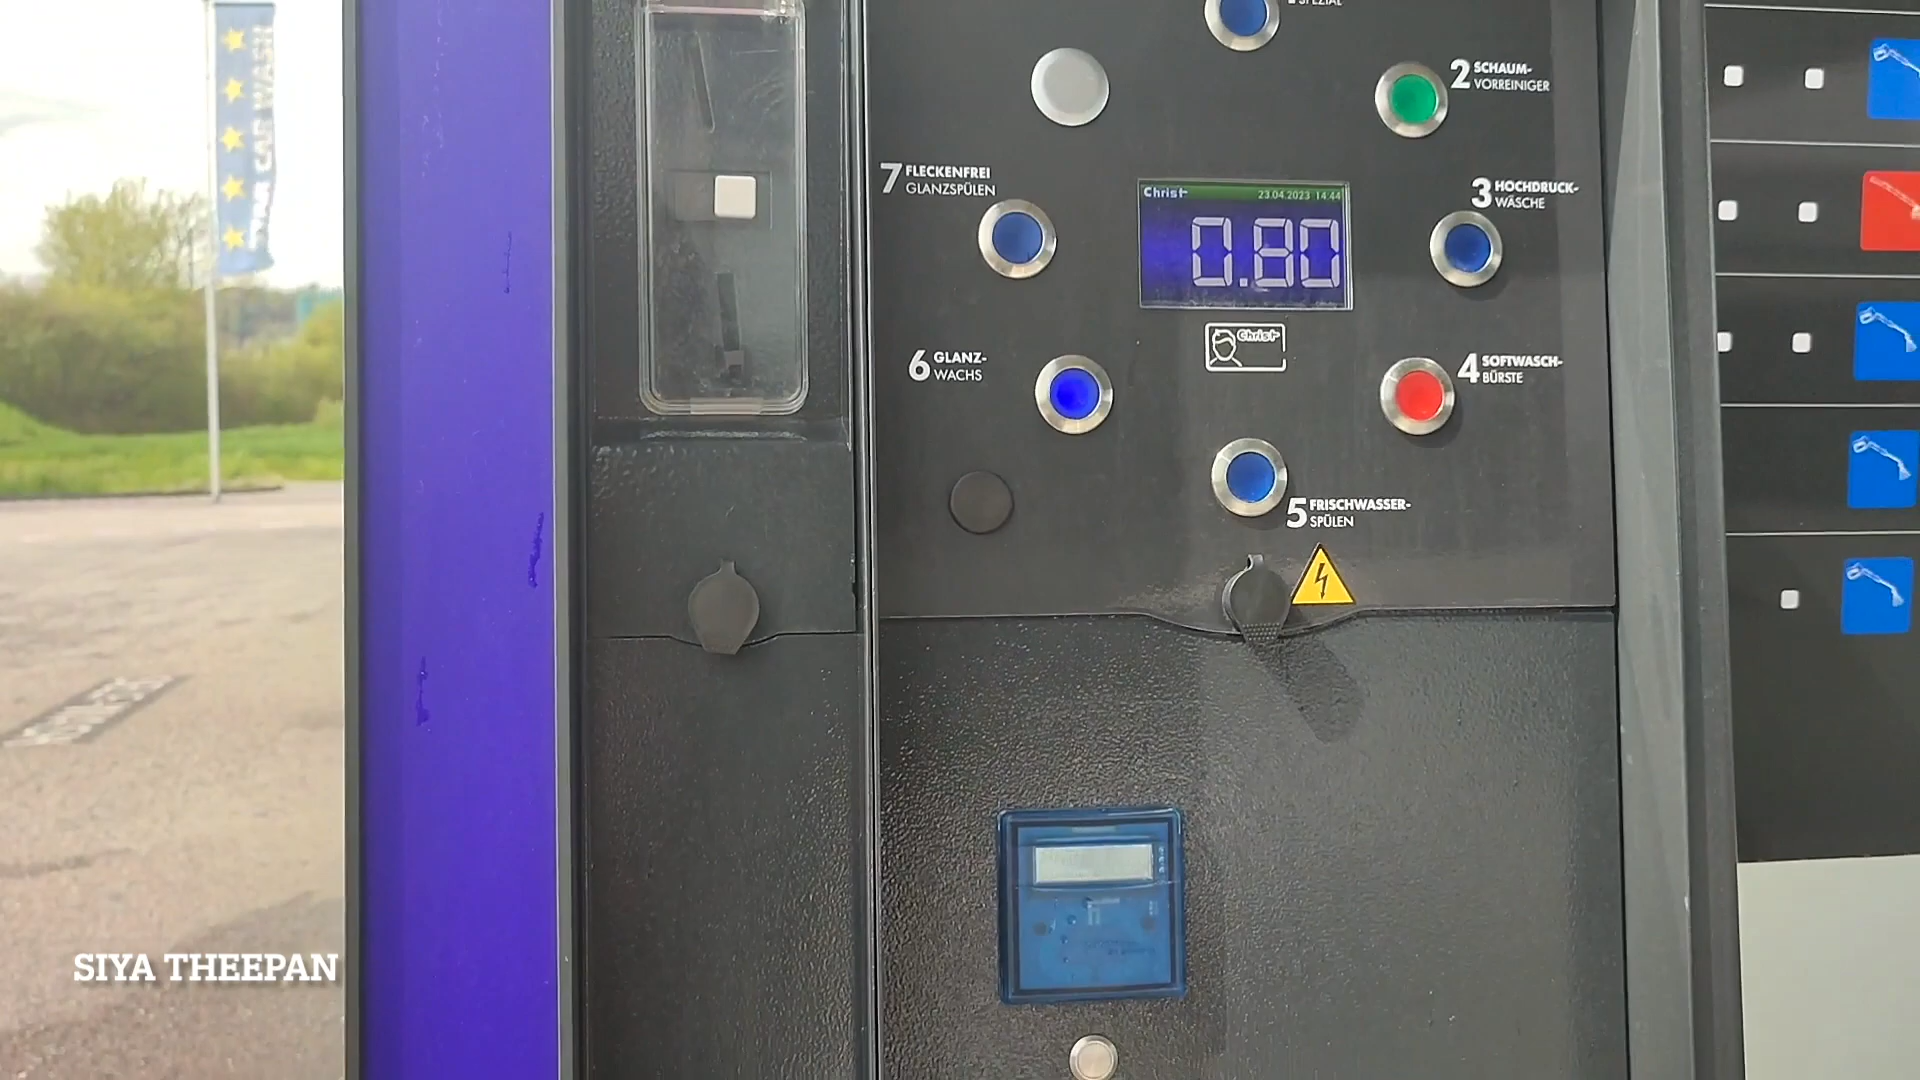 SPEZIAL
2 SCHAUM-
VORREINIGER
7 FLECKENFREI
GLANZSPÜLEN
Christ 23.04.2023 14:44
0.80
3 HOCHDRUCK-
WÄSCHE
Christ
6 GLANZ-
WACHS
4 SOFTWASCH-
BÜRSTE
5 FRISCHWASSER-
SPÜLEN
CAR WASH
SIYA THEEPAN